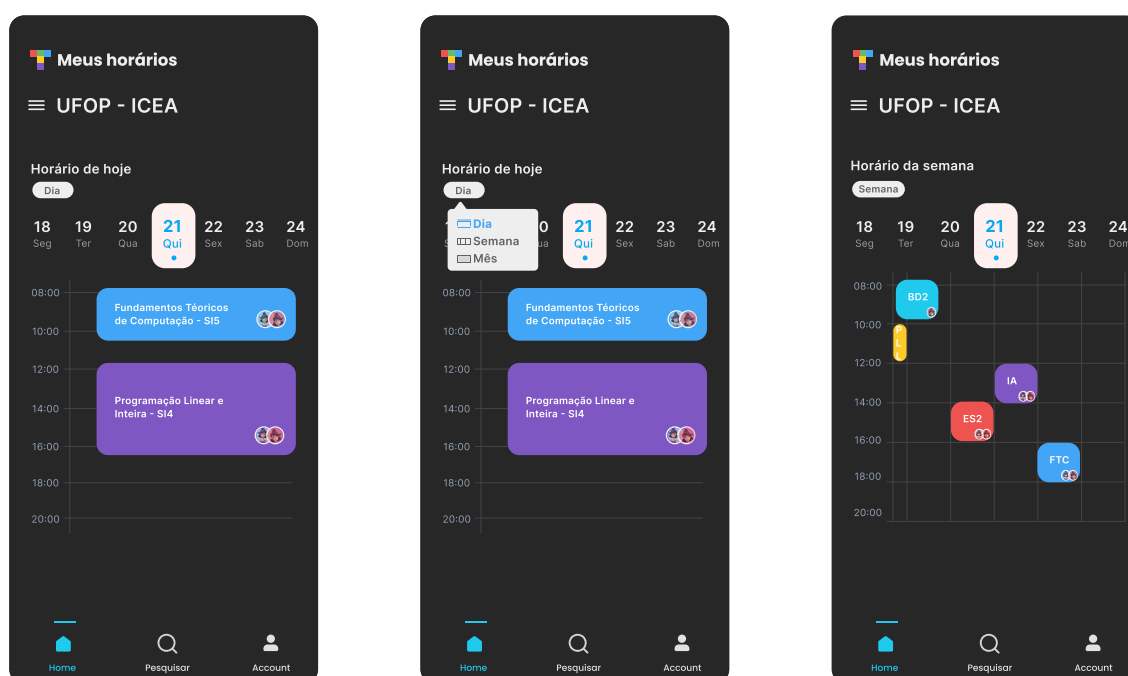 Meus horários
UFOP - ICEA
Horário de hoje
Dia
18 19 20 21 22 23 24
Seg Ter Qua Qui Sex Sab Dom
08:00
Fundamentos Téoricos
de Computação - SI5
10:00
12:00
Programação Linear e
Inteira - SI4
14:00
16:00
18:00
20:00
Home Pesquisar Account
Meus horários
UFOP - ICEA
Horário de hoje
Dia
Dia
Semana
Mês
0 21 22 23 24
ua Qui Sex Sab Dom
08:00
Fundamentos Téoricos
de Computação - SI5
10:00
12:00
Programação Linear e
Inteira - SI4
14:00
16:00
18:00
20:00
Home Pesquisar Account
Meus horários
UFOP - ICEA
Horário da semana
Semana
18 19 20 21 22 23 24
Seg Ter Qua Qui Sex Sab Dom
08:00
BD2
10:00
P
L
I
12:00
IA
14:00
ES2
16:00
FTC
18:00
20:00
Home Pesquisar Account